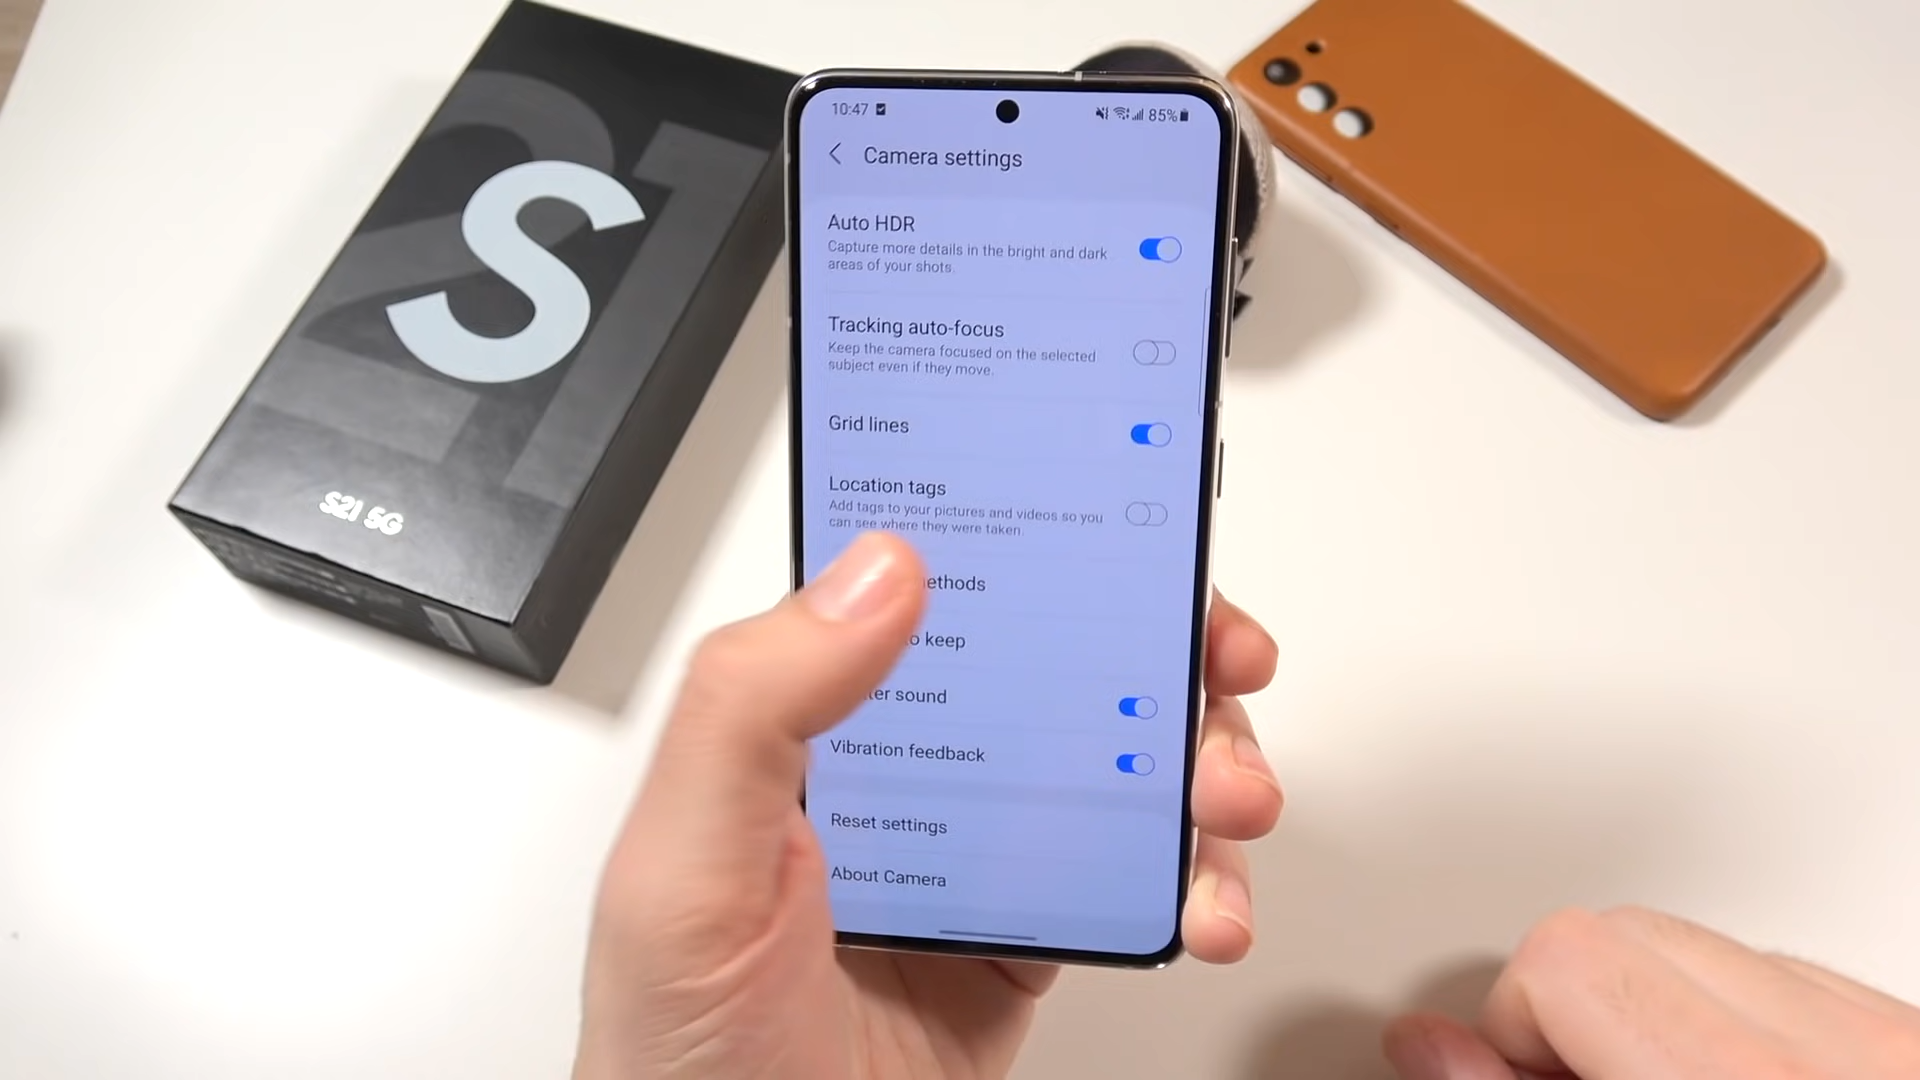 21
S
S21 5G
10:47
85%
Camera settings
Auto HDR
Capture more details in the bright and dark
areas of your shots.
Tracking auto-focus
Keep the camera focused on the selected
subject even if they move.
Grid lines
Location tags
Add tags to your pictures and videos so you
can see where they were taken.
keep
sound
Vibration feedback
Reset settings
About Camera